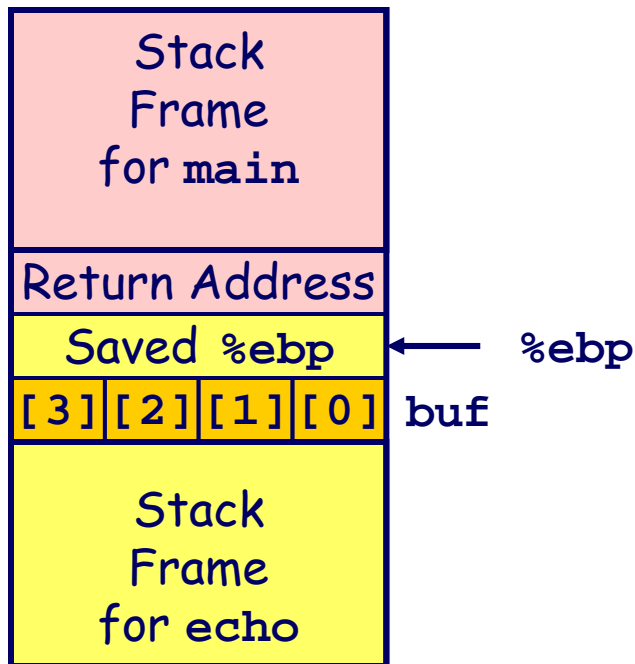 Stack
Frame
for main
Return Address
Saved %ebp
%ebp
[3] [2] [1] [0]
buf
Stack
Frame
for echo